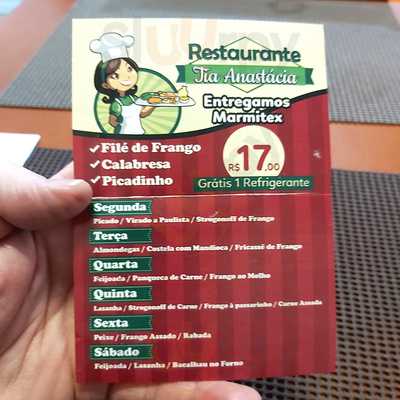 Restaurante
Tia Anastácia
Entregamos
Marmitex
Filé de Frango
Calabresa
Picadinho
R$ 17,00
Grátis 1 Refrigerante
Segunda
Picado / Virado a Paulista / Strogonoff de Frango
Terça
Almondegas / Costela com Mandioca / Fricassé de Frango
Quarta
Feijoada / Panqueca de Carne / Frango ao Molho
Quinta
Lasanha / Strogonoff de Carne / Frango à passarinho / Carne Assada
Sexta
Peixe / Frango Assado / Rabada
Sábado
Feijoada / Lasanha / Bacalhau no Forno